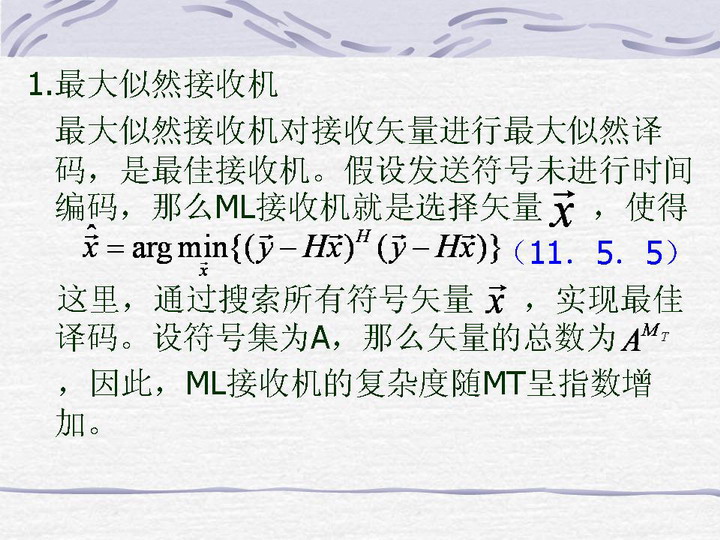 1.最大似然接收机
最大似然接收机对接收矢量进行最大似然译
码，是最佳接收机。假设发送符号未进行时间
编码，那么ML接收机就是选择矢量 $\vec{x}$ ，使得
$\hat{\vec{x}} = \arg\min_{\vec{x}}\{(\vec{y} - H\vec{x})^H (\vec{y} - H\vec{x})\}$（11．5．5）
这里，通过搜索所有符号矢量 $\vec{x}$ ，实现最佳
译码。设符号集为A，那么矢量的总数为 $A^{M_T}$
，因此，ML接收机的复杂度随MT呈指数增
加。